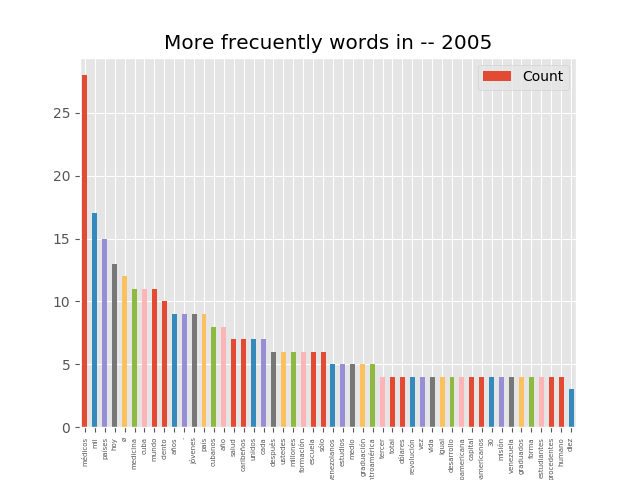 More frecuently words in -- 2005
Count
25
20
15
10
5
0
médicos
mil
países
hoy
ø
medicina
cuba
mundo
ciento
años
.
jóvenes
país
cubanos
año
salud
caribeños
unidos
cada
después
ustedes
millones
formación
escuela
sólo
venezolanos
estudios
medio
graduación
ntroamérica
tercer
total
dólares
revolución
vez
vida
igual
desarrollo
oamericana
capital
oamericanos
30
misión
venezuela
graduados
forma
estudiantes
procedentes
humano
diez